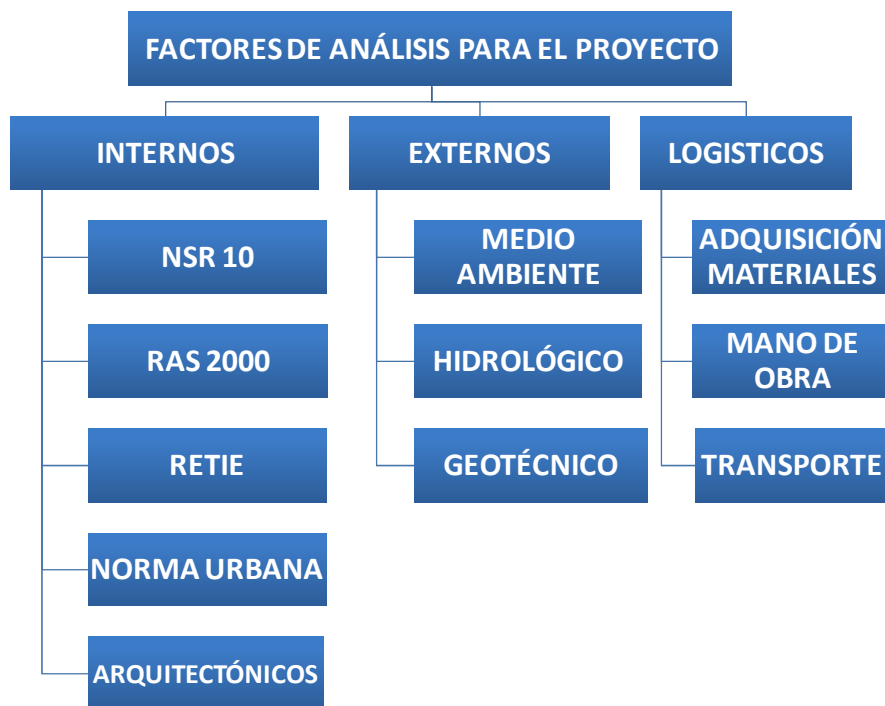 FACTORES DE ANÁLISIS PARA EL PROYECTO
INTERNOS
NSR 10
RAS 2000
RETIE
NORMA URBANA
ARQUITECTÓNICOS
EXTERNOS
MEDIO
AMBIENTE
HIDROLÓGICO
GEOTÉCNICO
LOGISTICOS
ADQUISICIÓN
MATERIALES
MANO DE
OBRA
TRANSPORTE